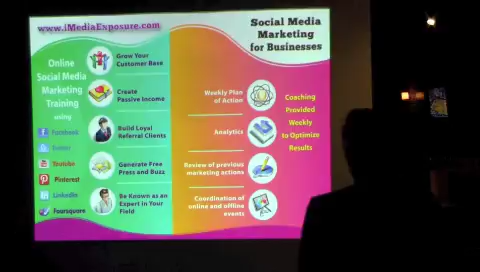 www.iMediaExposure.com
Online
Social Media
Marketing
Training
using
Facebook
Twitter
Youtube
Pinterest
LinkedIn
Foursquare
Grow Your
Customer Base
Create
Passive Income
Build Loyal
Referral Clients
Generate Free
Press and Buzz
Be Known as an
Expert in Your
Field
Social Media
Marketing
for Businesses
Weekly Plan
of Action
Analytics
Review of previous
marketing actions
Coordination of
online and offline
events
Coaching
Provided
Weekly
to Optimize
Results